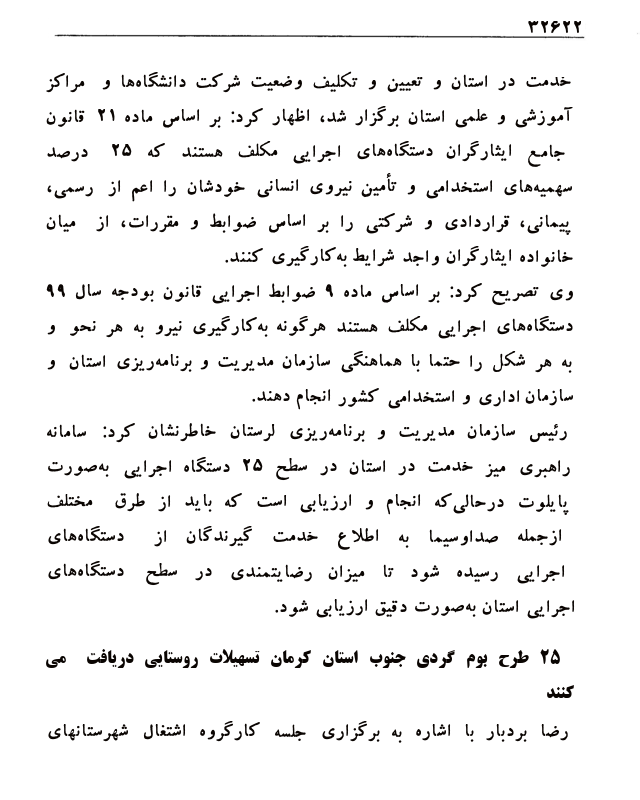 ۳۲۶۲۲
خدمت در استان و تعیین و تکلیف وضعیت شرکت دانشگاه‌ها و مراکز
آموزشی و علمی استان برگزار شد، اظهار کرد: بر اساس ماده ۲۱ قانون
جامع ایثارگران دستگاه‌های اجرایی مکلف هستند که ۲۵ درصد
سهمیه‌های استخدامی و تأمین نیروی انسانی خودشان را اعم از رسمی،
پیمانی، قراردادی و شرکتی را بر اساس ضوابط و مقررات، از میان
خانواده ایثارگران واجد شرایط به‌کارگیری کنند.
وی تصریح کرد: بر اساس ماده ۹ ضوابط اجرایی قانون بودجه سال ۹۹
دستگاه‌های اجرایی مکلف هستند هرگونه به‌کارگیری نیرو به هر نحو و
به هر شکل را حتما با هماهنگی سازمان مدیریت و برنامه‌ریزی استان و
سازمان اداری و استخدامی کشور انجام دهند.
رئیس سازمان مدیریت و برنامه‌ریزی لرستان خاطرنشان کرد: سامانه
راهبری میز خدمت در استان در سطح ۲۵ دستگاه اجرایی به‌صورت
پایلوت درحالی‌که انجام و ارزیابی است که باید از طرق مختلف
ازجمله صداوسیما به اطلاع خدمت گیرندگان از دستگاه‌های
اجرایی رسیده شود تا میزان رضایتمندی در سطح دستگاه‌های
اجرایی استان به‌صورت دقیق ارزیابی شود.
۲۵ طرح بوم گردی جنوب استان کرمان تسهیلات روستایی دریافت می
کنند
رضا بردبار با اشاره به برگزاری جلسه کارگروه اشتغال شهرستانهای